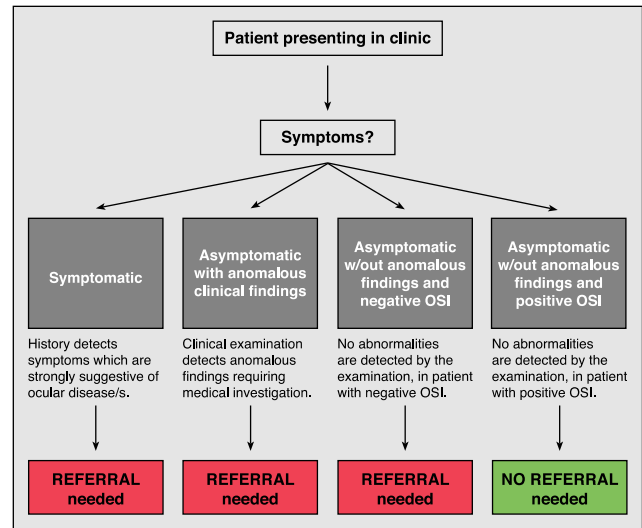 Patient presenting in clinic
Symptoms?
Symptomatic
Asymptomatic
with anomalous
clinical findings
Asymptomatic
w/out anomalous
findings and
negative OSI
Asymptomatic
w/out anomalous
findings and
positive OSI
History detects
symptoms which are
strongly suggestive of
ocular disease/s.
Clinical examination
detects anomalous
findings requiring
medical investigation.
No abnormalities
are detected by the
examination, in patient
with negative OSI.
No abnormalities
are detected by the
examination, in patient
with positive OSI.
REFERRAL
needed
REFERRAL
needed
REFERRAL
needed
NO REFERRAL
needed